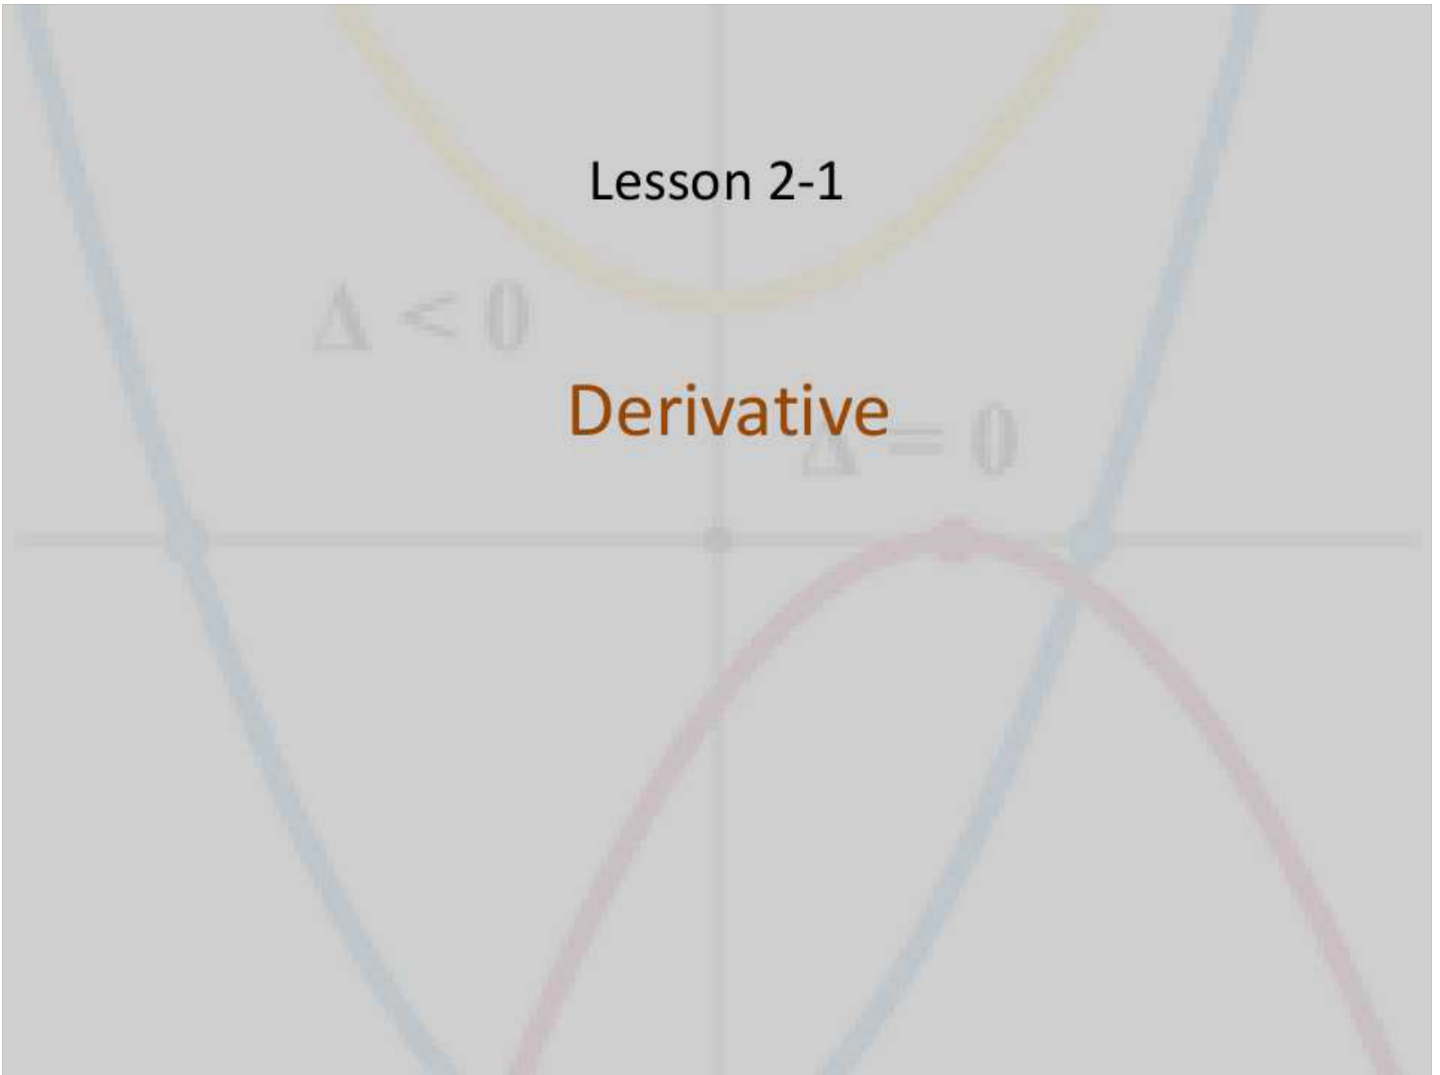 Lesson 2-1
Δ < 0
Derivative
Δ = 0